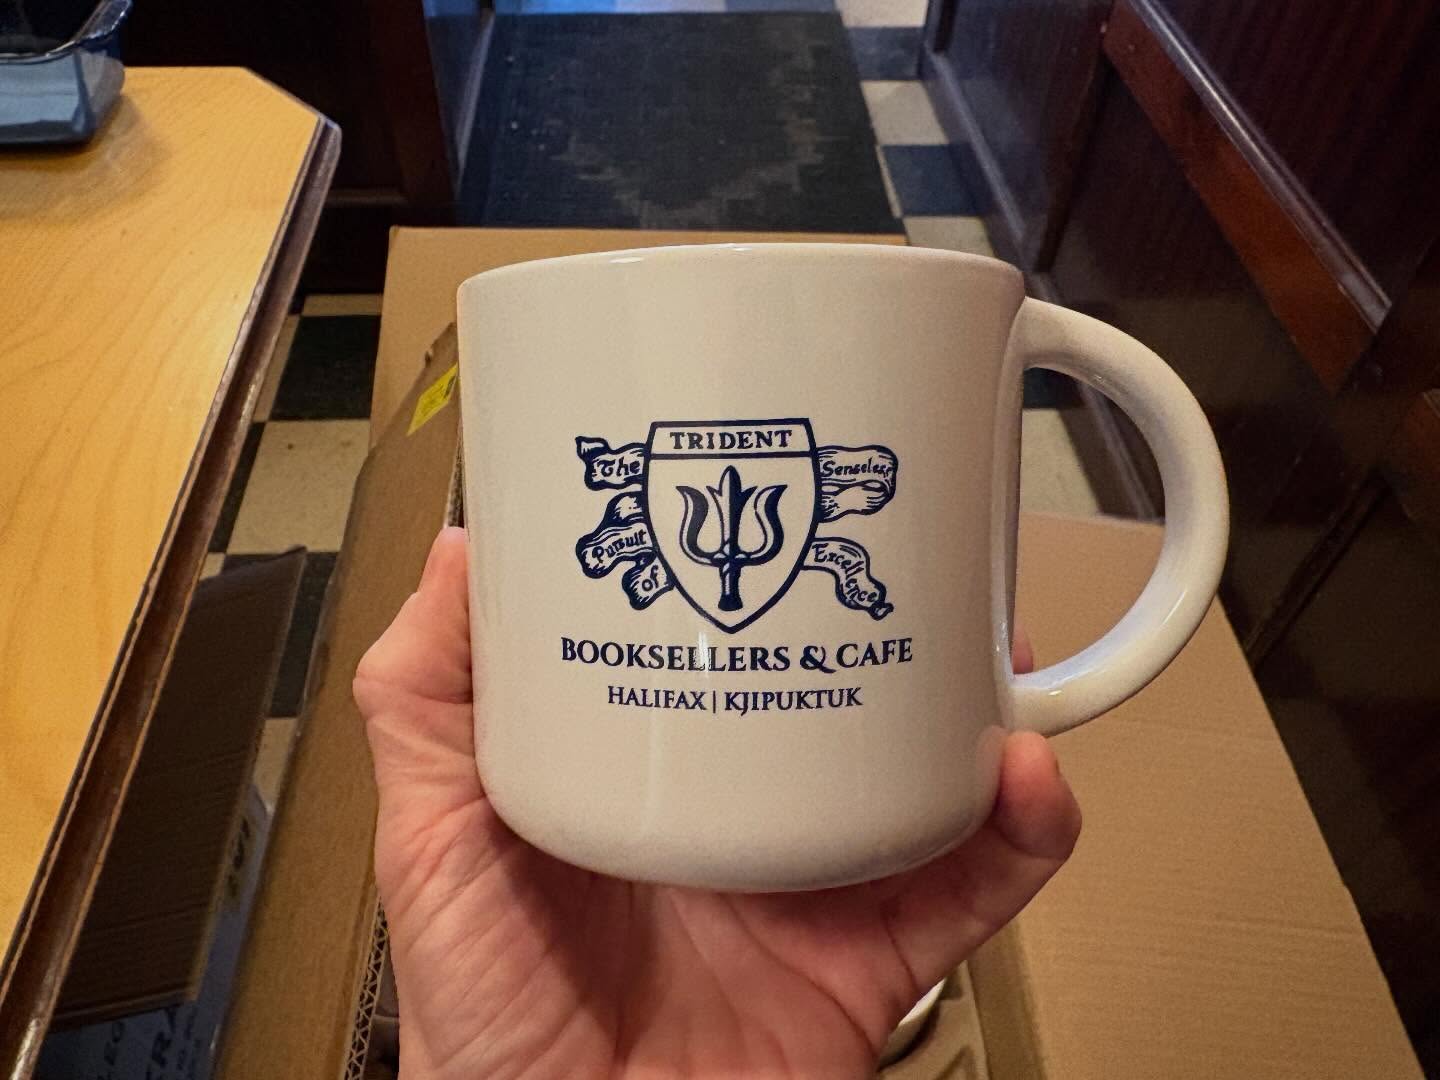 TRIDENT
The Senseless
Pursuit
of Excellence
BOOKSELLERS & CAFE
HALIFAX | KJIPUKTUK